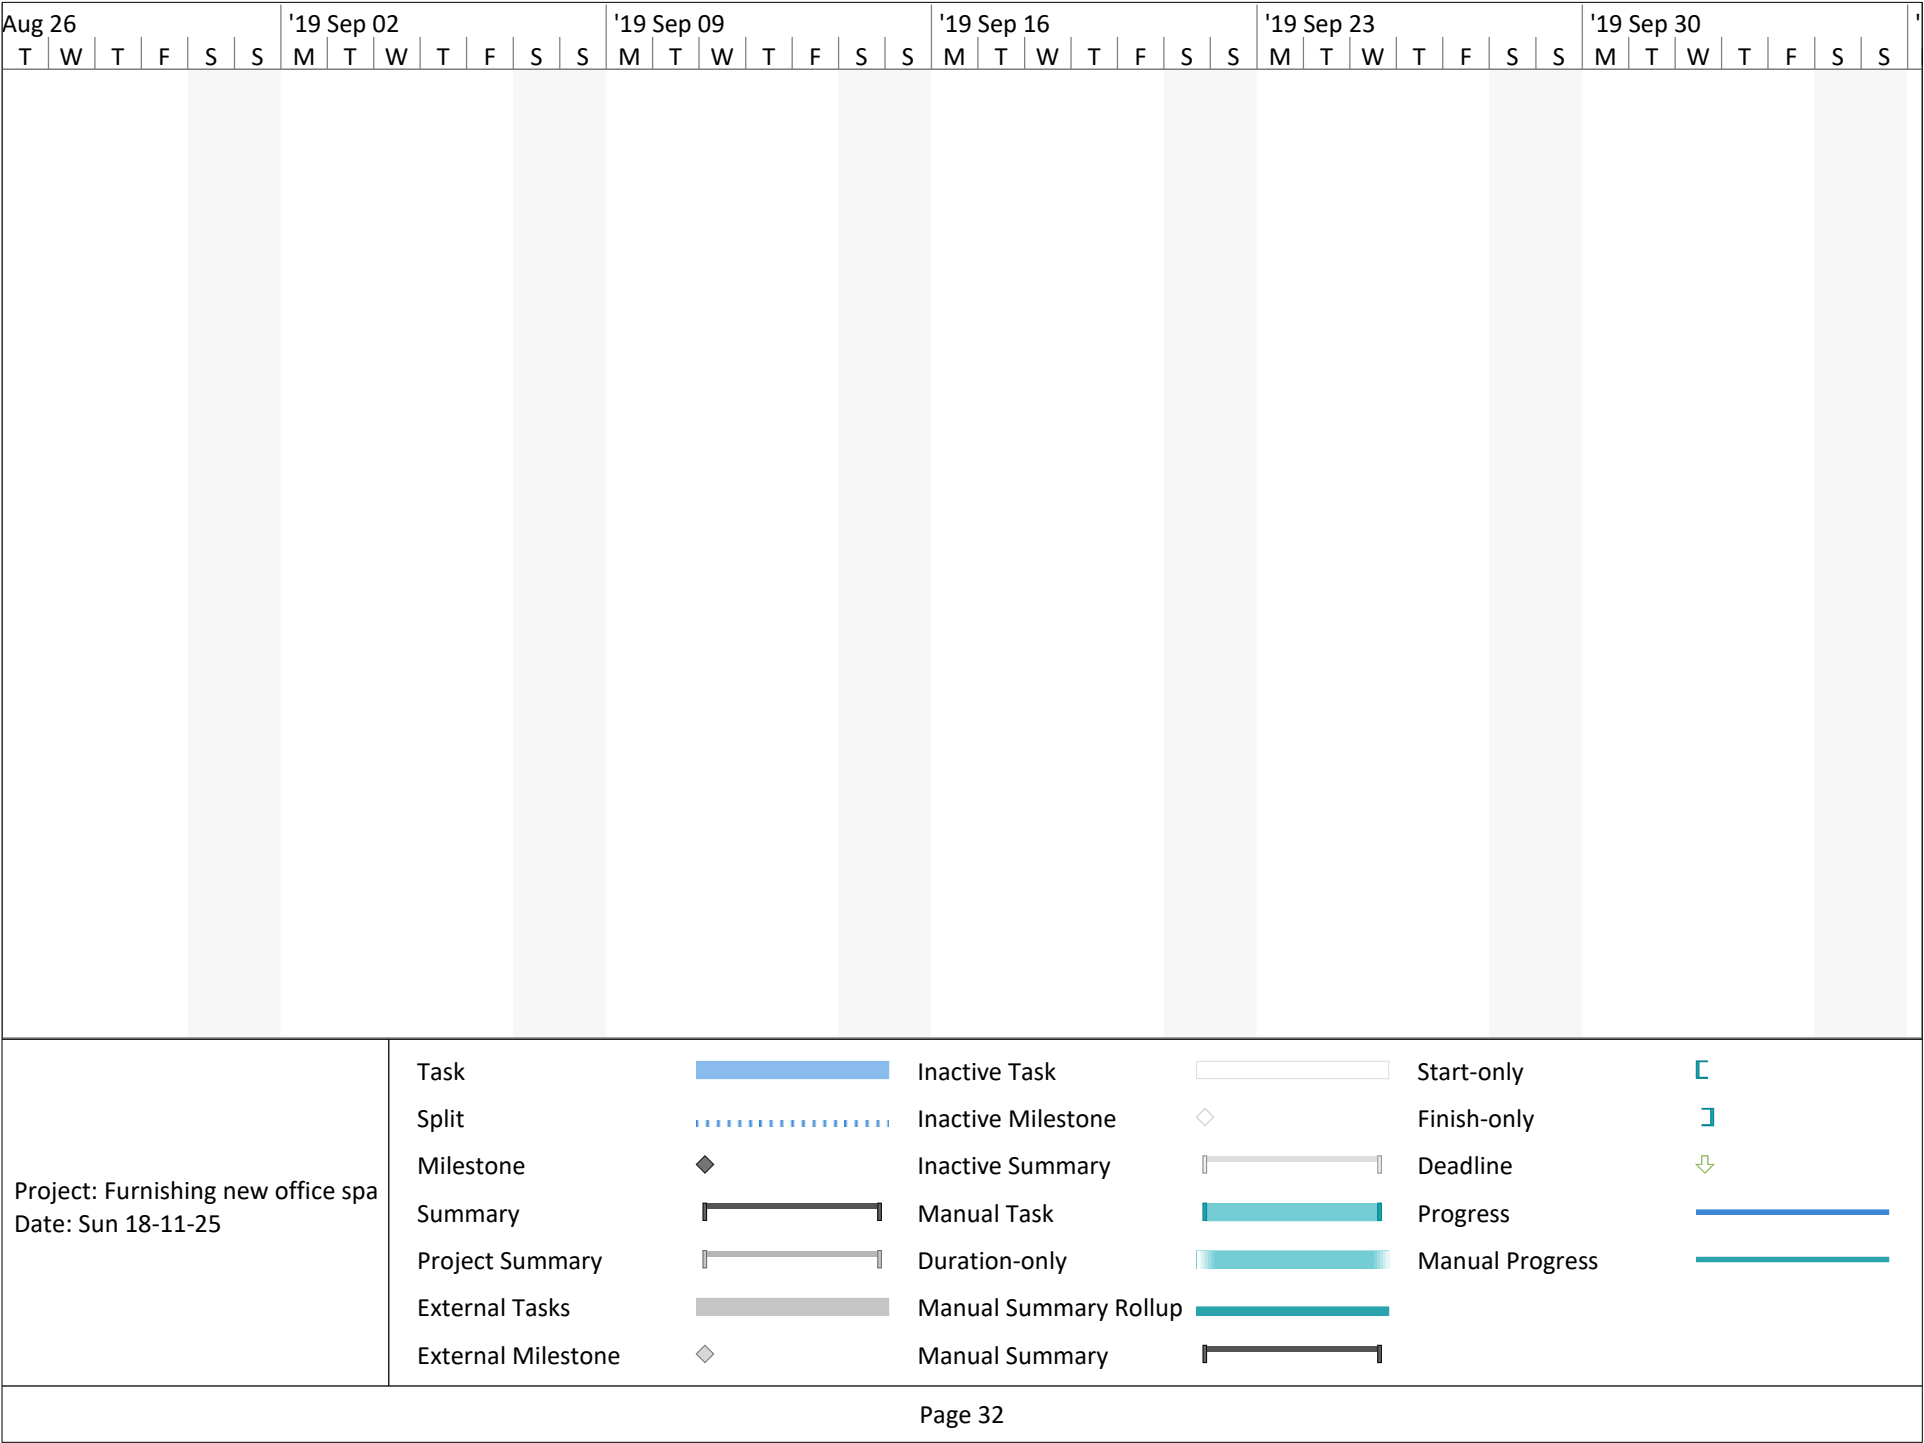 Aug 26 '19 Sep 02 '19 Sep 09 '19 Sep 16 '19 Sep 23 '19 Sep 30 '
T W T F S S M T W T F S S M T W T F S S M T W T F S S M T W T F S S M T W T F S S
Project: Furnishing new office spa
Date: Sun 18-11-25
Task
Split
Milestone
Summary
Project Summary
External Tasks
External Milestone
Inactive Task
Inactive Milestone
Inactive Summary
Manual Task
Duration-only
Manual Summary Rollup
Manual Summary
Start-only
Finish-only
Deadline
Progress
Manual Progress
Page 32